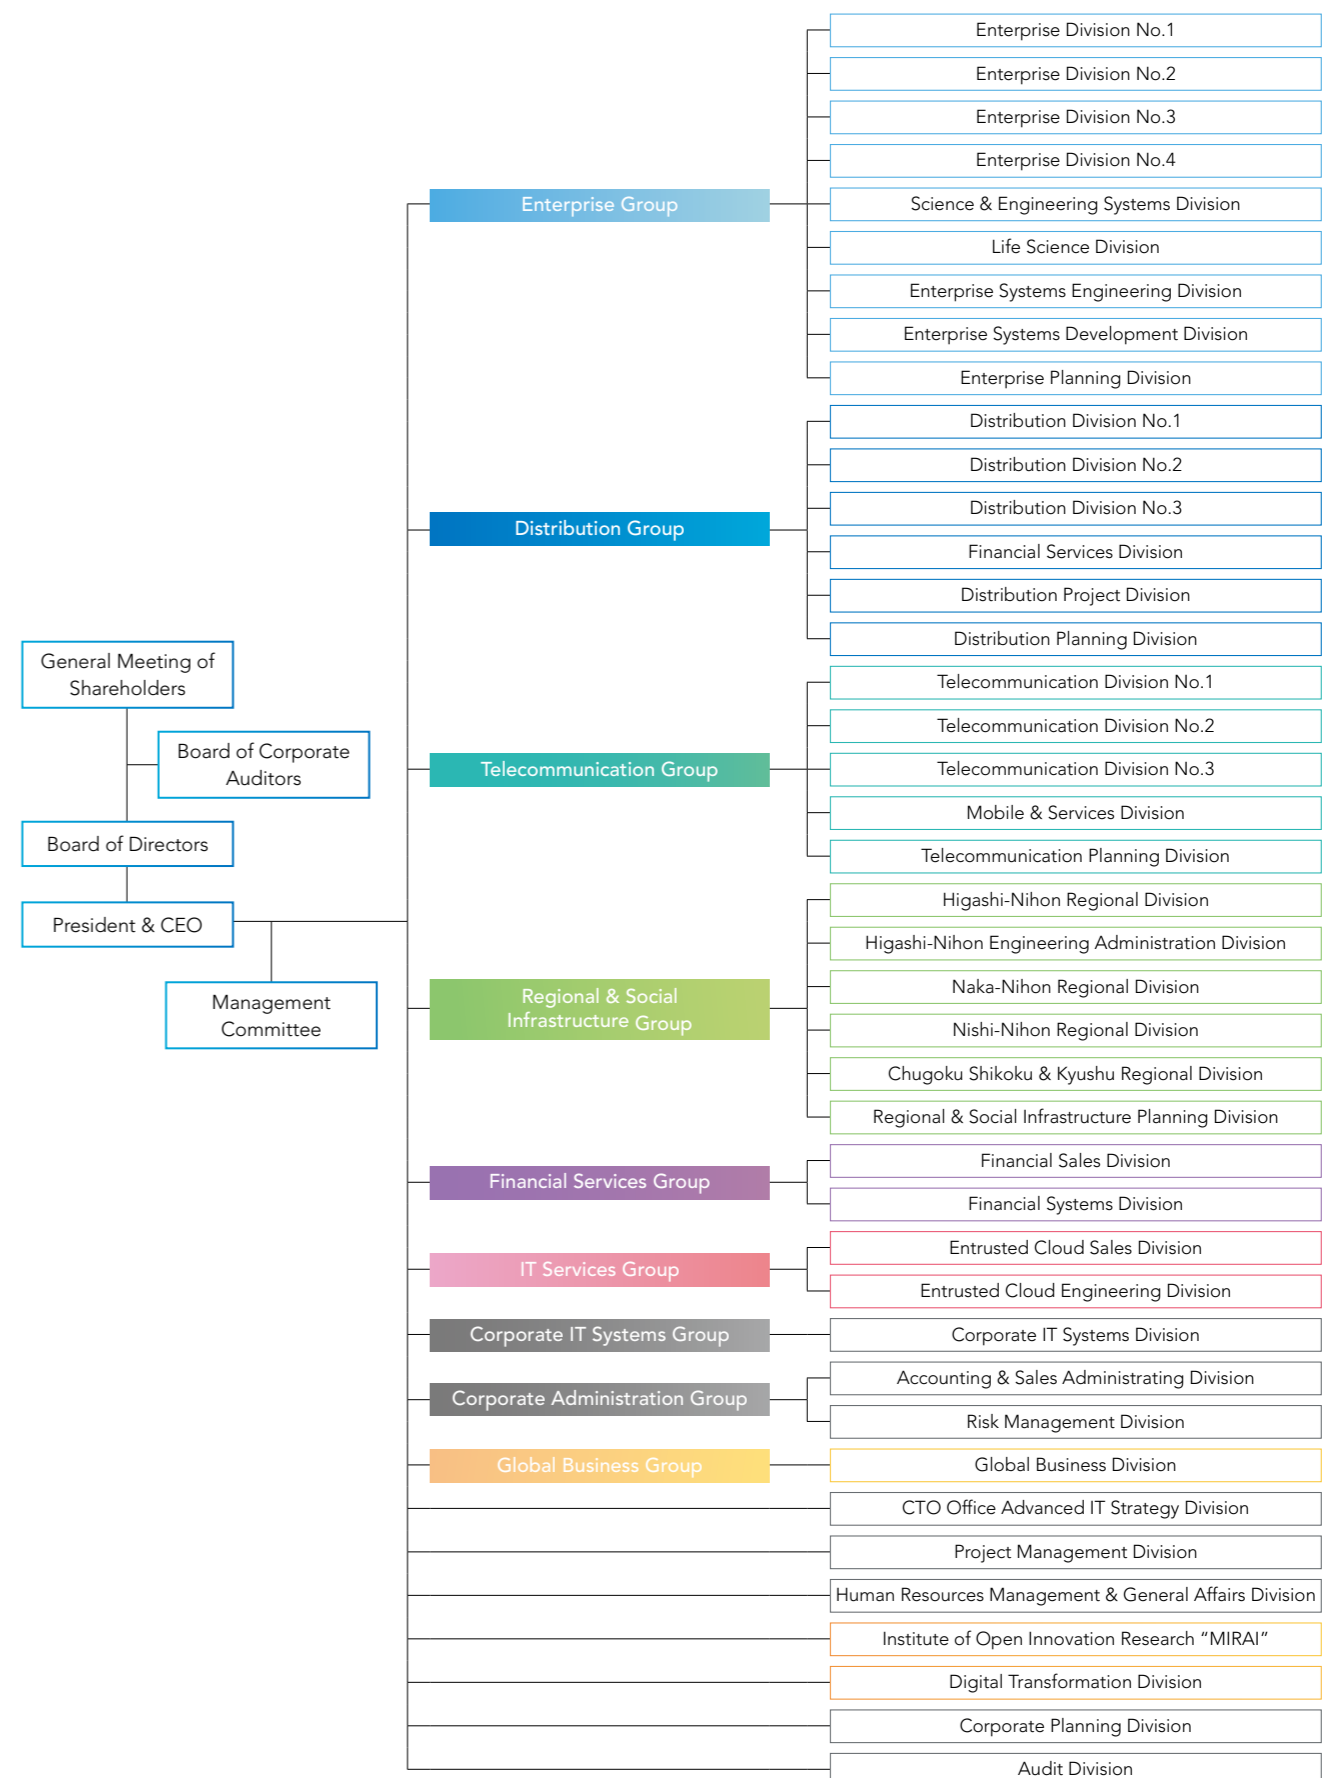 General Meeting of
Shareholders
Board of Corporate
Auditors
Board of Directors
President & CEO
Management
Committee
Enterprise Group
Enterprise Division No.1
Enterprise Division No.2
Enterprise Division No.3
Enterprise Division No.4
Science & Engineering Systems Division
Life Science Division
Enterprise Systems Engineering Division
Enterprise Systems Development Division
Enterprise Planning Division
Distribution Group
Distribution Division No.1
Distribution Division No.2
Distribution Division No.3
Financial Services Division
Distribution Project Division
Distribution Planning Division
Telecommunication Group
Telecommunication Division No.1
Telecommunication Division No.2
Telecommunication Division No.3
Mobile & Services Division
Telecommunication Planning Division
Regional & Social
Infrastructure Group
Higashi-Nihon Regional Division
Higashi-Nihon Engineering Administration Division
Naka-Nihon Regional Division
Nishi-Nihon Regional Division
Chugoku Shikoku & Kyushu Regional Division
Regional & Social Infrastructure Planning Division
Financial Services Group
Financial Sales Division
Financial Systems Division
IT Services Group
Entrusted Cloud Sales Division
Entrusted Cloud Engineering Division
Corporate IT Systems Group
Corporate IT Systems Division
Corporate Administration Group
Accounting & Sales Administrating Division
Risk Management Division
Global Business Group
Global Business Division
CTO Office Advanced IT Strategy Division
Project Management Division
Human Resources Management & General Affairs Division
Institute of Open Innovation Research “MIRAI”
Digital Transformation Division
Corporate Planning Division
Audit Division